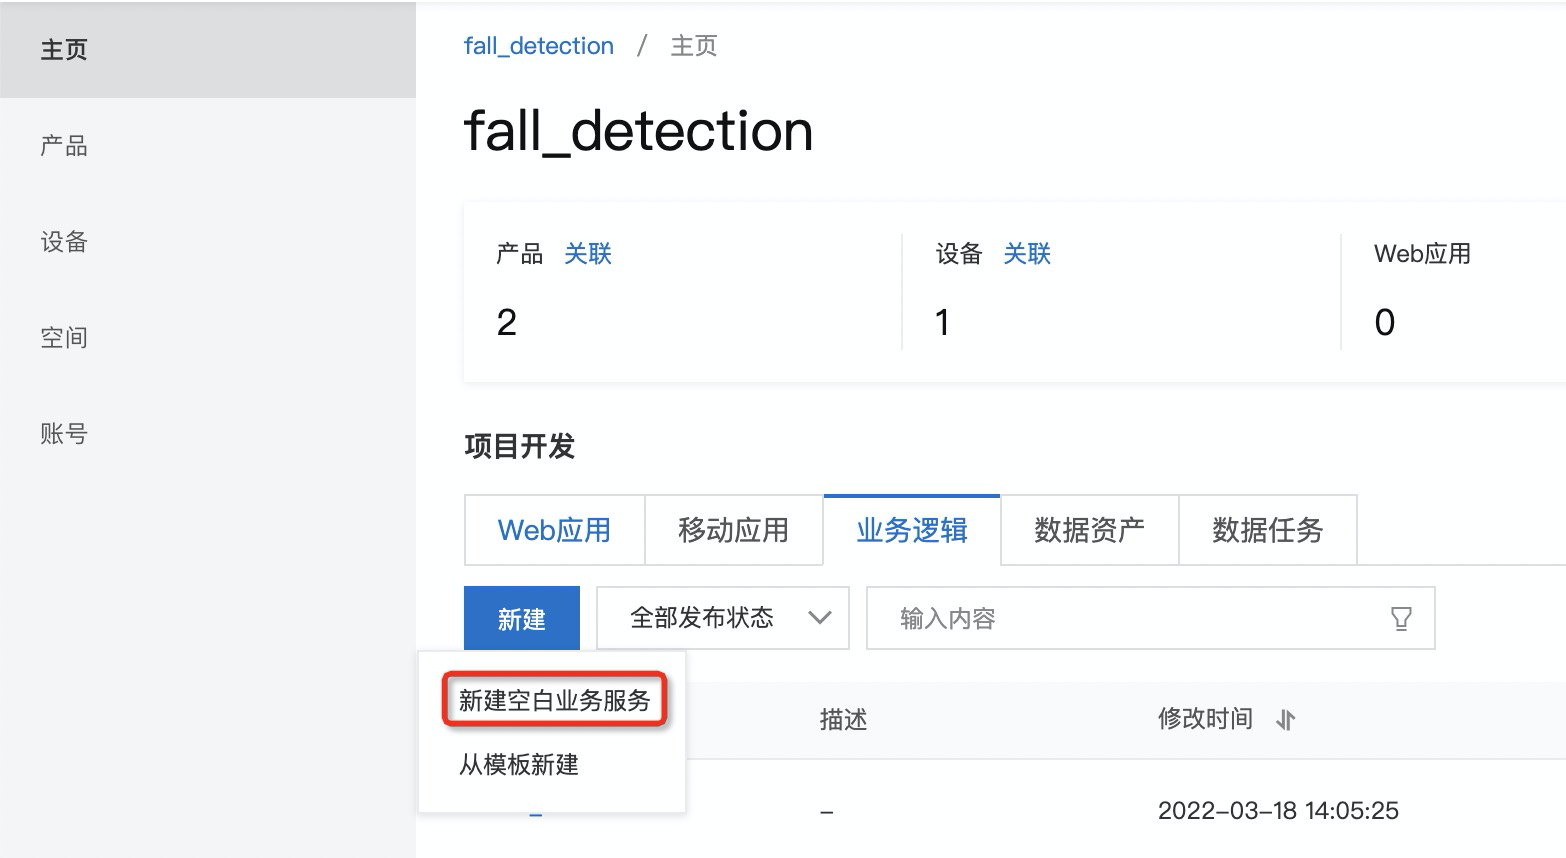 主页
产品
设备
空间
账号
fall_detection / 主页
fall_detection
产品 关联
2
设备 关联
1
Web应用
0
项目开发
Web应用 移动应用 业务逻辑 数据资产 数据任务
新建 全部发布状态 输入内容
新建空白业务服务
从模板新建
描述 修改时间
– 2022–03–18 14:05:25